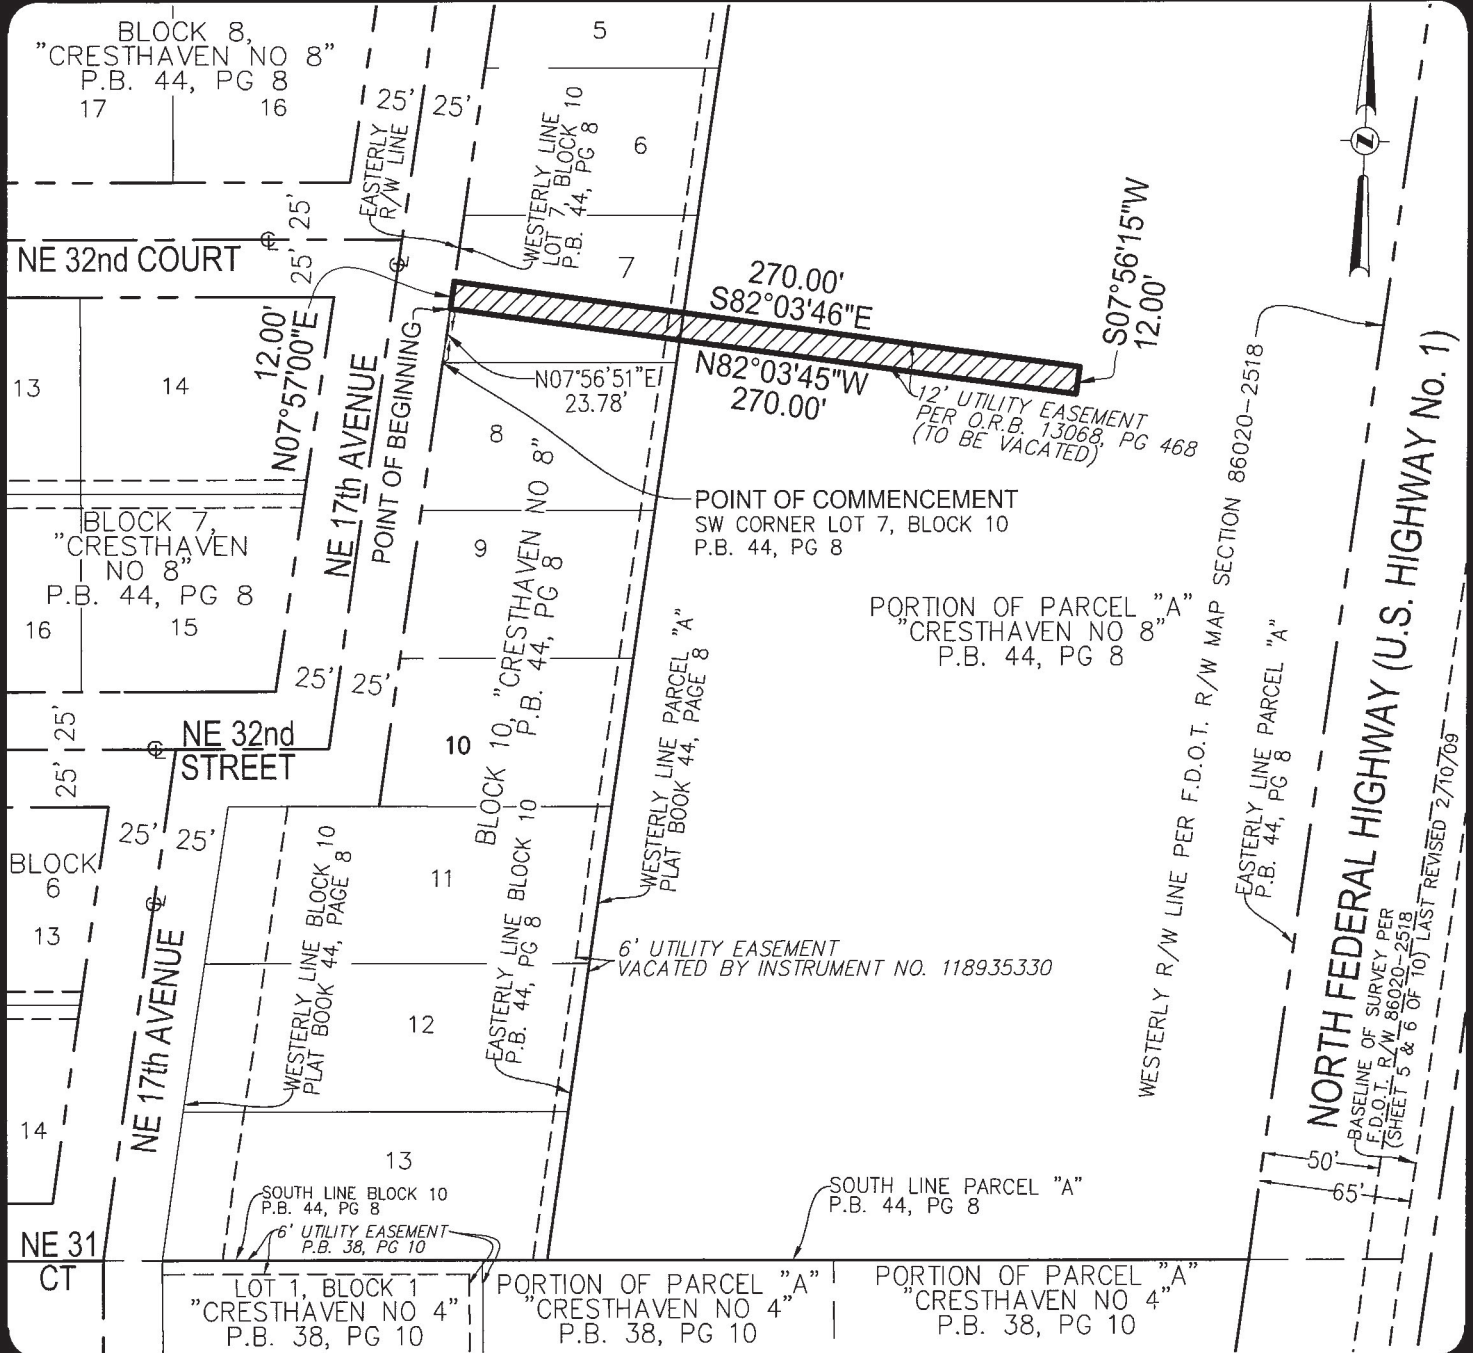 BLOCK 8,
"CRESTHAVEN NO 8"
P.B. 44, PG 8
17
16
25'
25'
5
6
7
EASTERLY
R/W LINE
WESTERLY LINE
LOT 7, BLOCK 10
P.B. 44, PG 8
25'
25'
NE 32nd COURT
270.00'
S82°03'46"E
S07°56'15"W
12.00'
12.00'
N07°57'00"E
N82°03'45"W
270.00'
N07°56'51"E
23.78'
12' UTILITY EASEMENT
PER O.R.B. 13068, PG 468
(TO BE VACATED)
13
14
NE 17th AVENUE
POINT OF BEGINNING
8
POINT OF COMMENCEMENT
SW CORNER LOT 7, BLOCK 10
P.B. 44, PG 8
BLOCK 7,
"CRESTHAVEN
NO 8"
P.B. 44, PG 8
16
15
9
BLOCK 10, "CRESTHAVEN NO 8"
P.B. 44, PG 8
PORTION OF PARCEL "A"
"CRESTHAVEN NO 8"
P.B. 44, PG 8
WESTERLY R/W LINE PER F.D.O.T. R/W MAP SECTION 86020-2518
EASTERLY LINE PARCEL "A"
P.B. 44, PG 8
NORTH FEDERAL HIGHWAY (U.S. HIGHWAY No. 1)
BASELINE OF SURVEY PER
F.D.O.T. R/W 86020-2518
(SHEET 5 & 6 OF 10) LAST REVISED 2/10/09
25'
25'
25'
25'
NE 32nd
STREET
10
WESTERLY LINE PARCEL "A"
PLAT BOOK 44, PAGE 8
25'
25'
BLOCK
6
13
14
11
WESTERLY LINE BLOCK 10
PLAT BOOK 44, PAGE 8
EASTERLY LINE BLOCK 10
P.B. 44, PG 8
6' UTILITY EASEMENT
VACATED BY INSTRUMENT NO. 118935330
NE 17th AVENUE
12
13
50'
65'
SOUTH LINE BLOCK 10
P.B. 44, PG 8
6' UTILITY EASEMENT
P.B. 38, PG 10
SOUTH LINE PARCEL "A"
P.B. 44, PG 8
NE 31
CT
LOT 1, BLOCK 1
"CRESTHAVEN NO 4"
P.B. 38, PG 10
PORTION OF PARCEL "A"
"CRESTHAVEN NO 4"
P.B. 38, PG 10
PORTION OF PARCEL "A"
"CRESTHAVEN NO 4"
P.B. 38, PG 10
Z